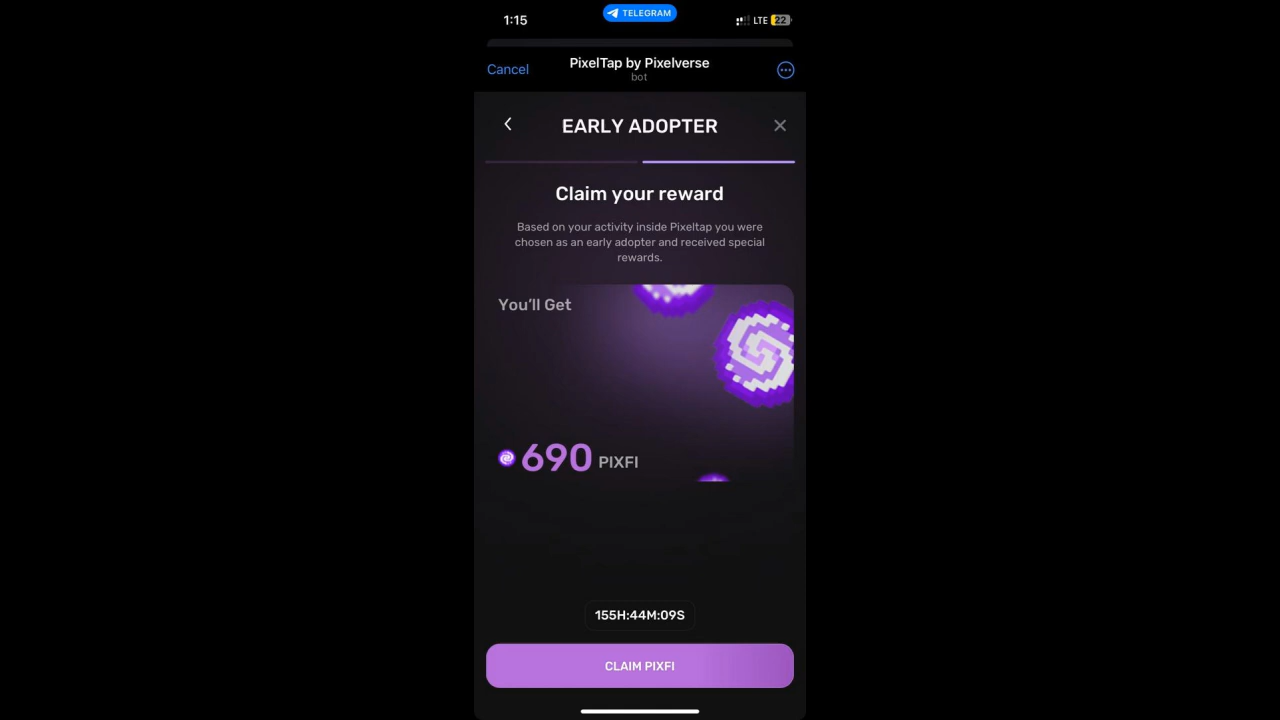 1:15
TELEGRAM
LTE 22
Cancel
PixelTap by Pixelverse
bot
EARLY ADOPTER
Claim your reward
Based on your activity inside Pixeltap you were
chosen as an early adopter and received special
rewards.
You'll Get
690 PIXFI
155H:44M:09S
CLAIM PIXFI